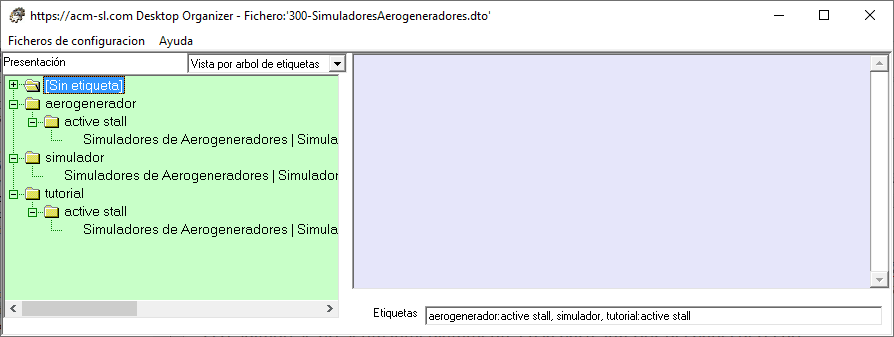 https://acm-sl.com Desktop Organizer - Fichero:'300-SimuladoresAerogeneradores.dto'
Ficheros de configuracion Ayuda
Presentación Vista por arbol de etiquetas
[Sin etiqueta]
aerogenerador
active stall
Simuladores de Aerogeneradores | Simula
simulador
Simuladores de Aerogeneradores | Simulador
tutorial
active stall
Simuladores de Aerogeneradores | Simula
Etiquetas aerogenerador:active stall, simulador, tutorial:active stall